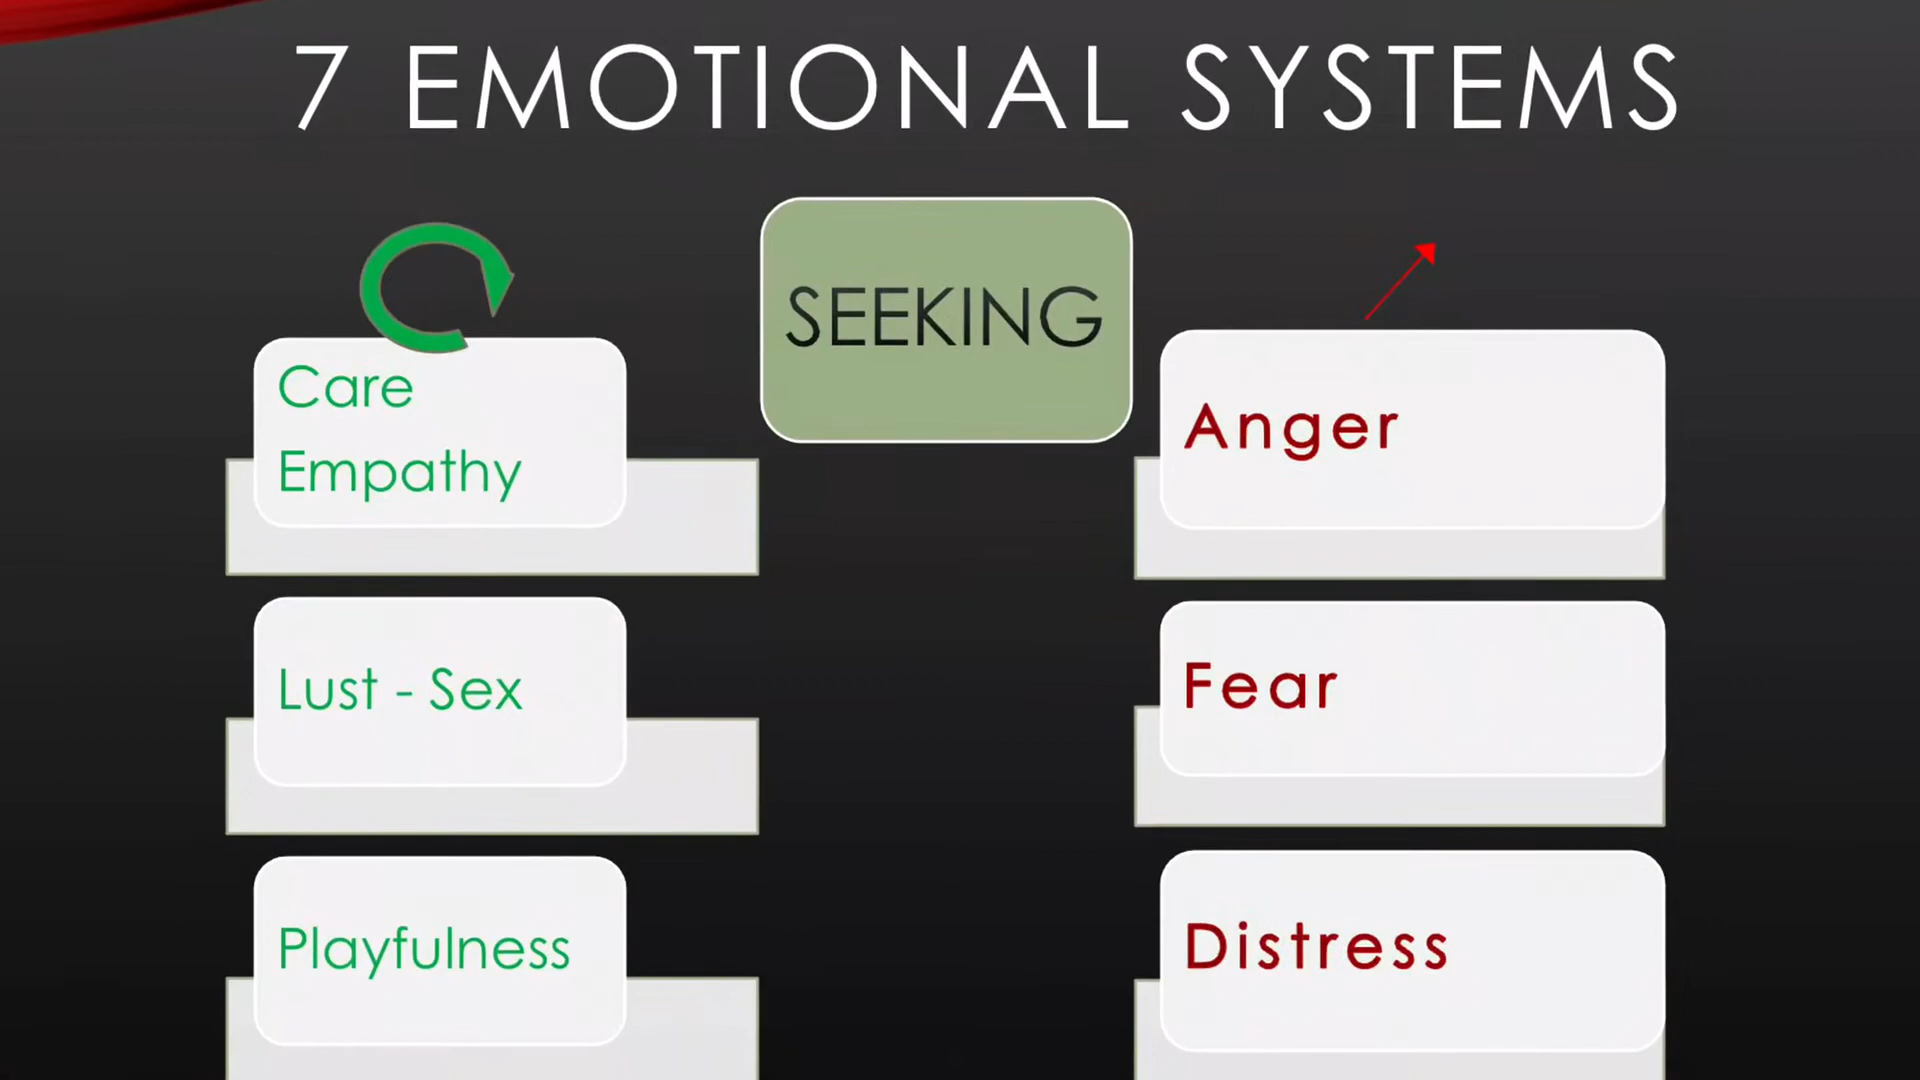 7 EMOTIONAL SYSTEMS
SEEKING
Care
Empathy
Lust - Sex
Playfulness
Anger
Fear
Distress